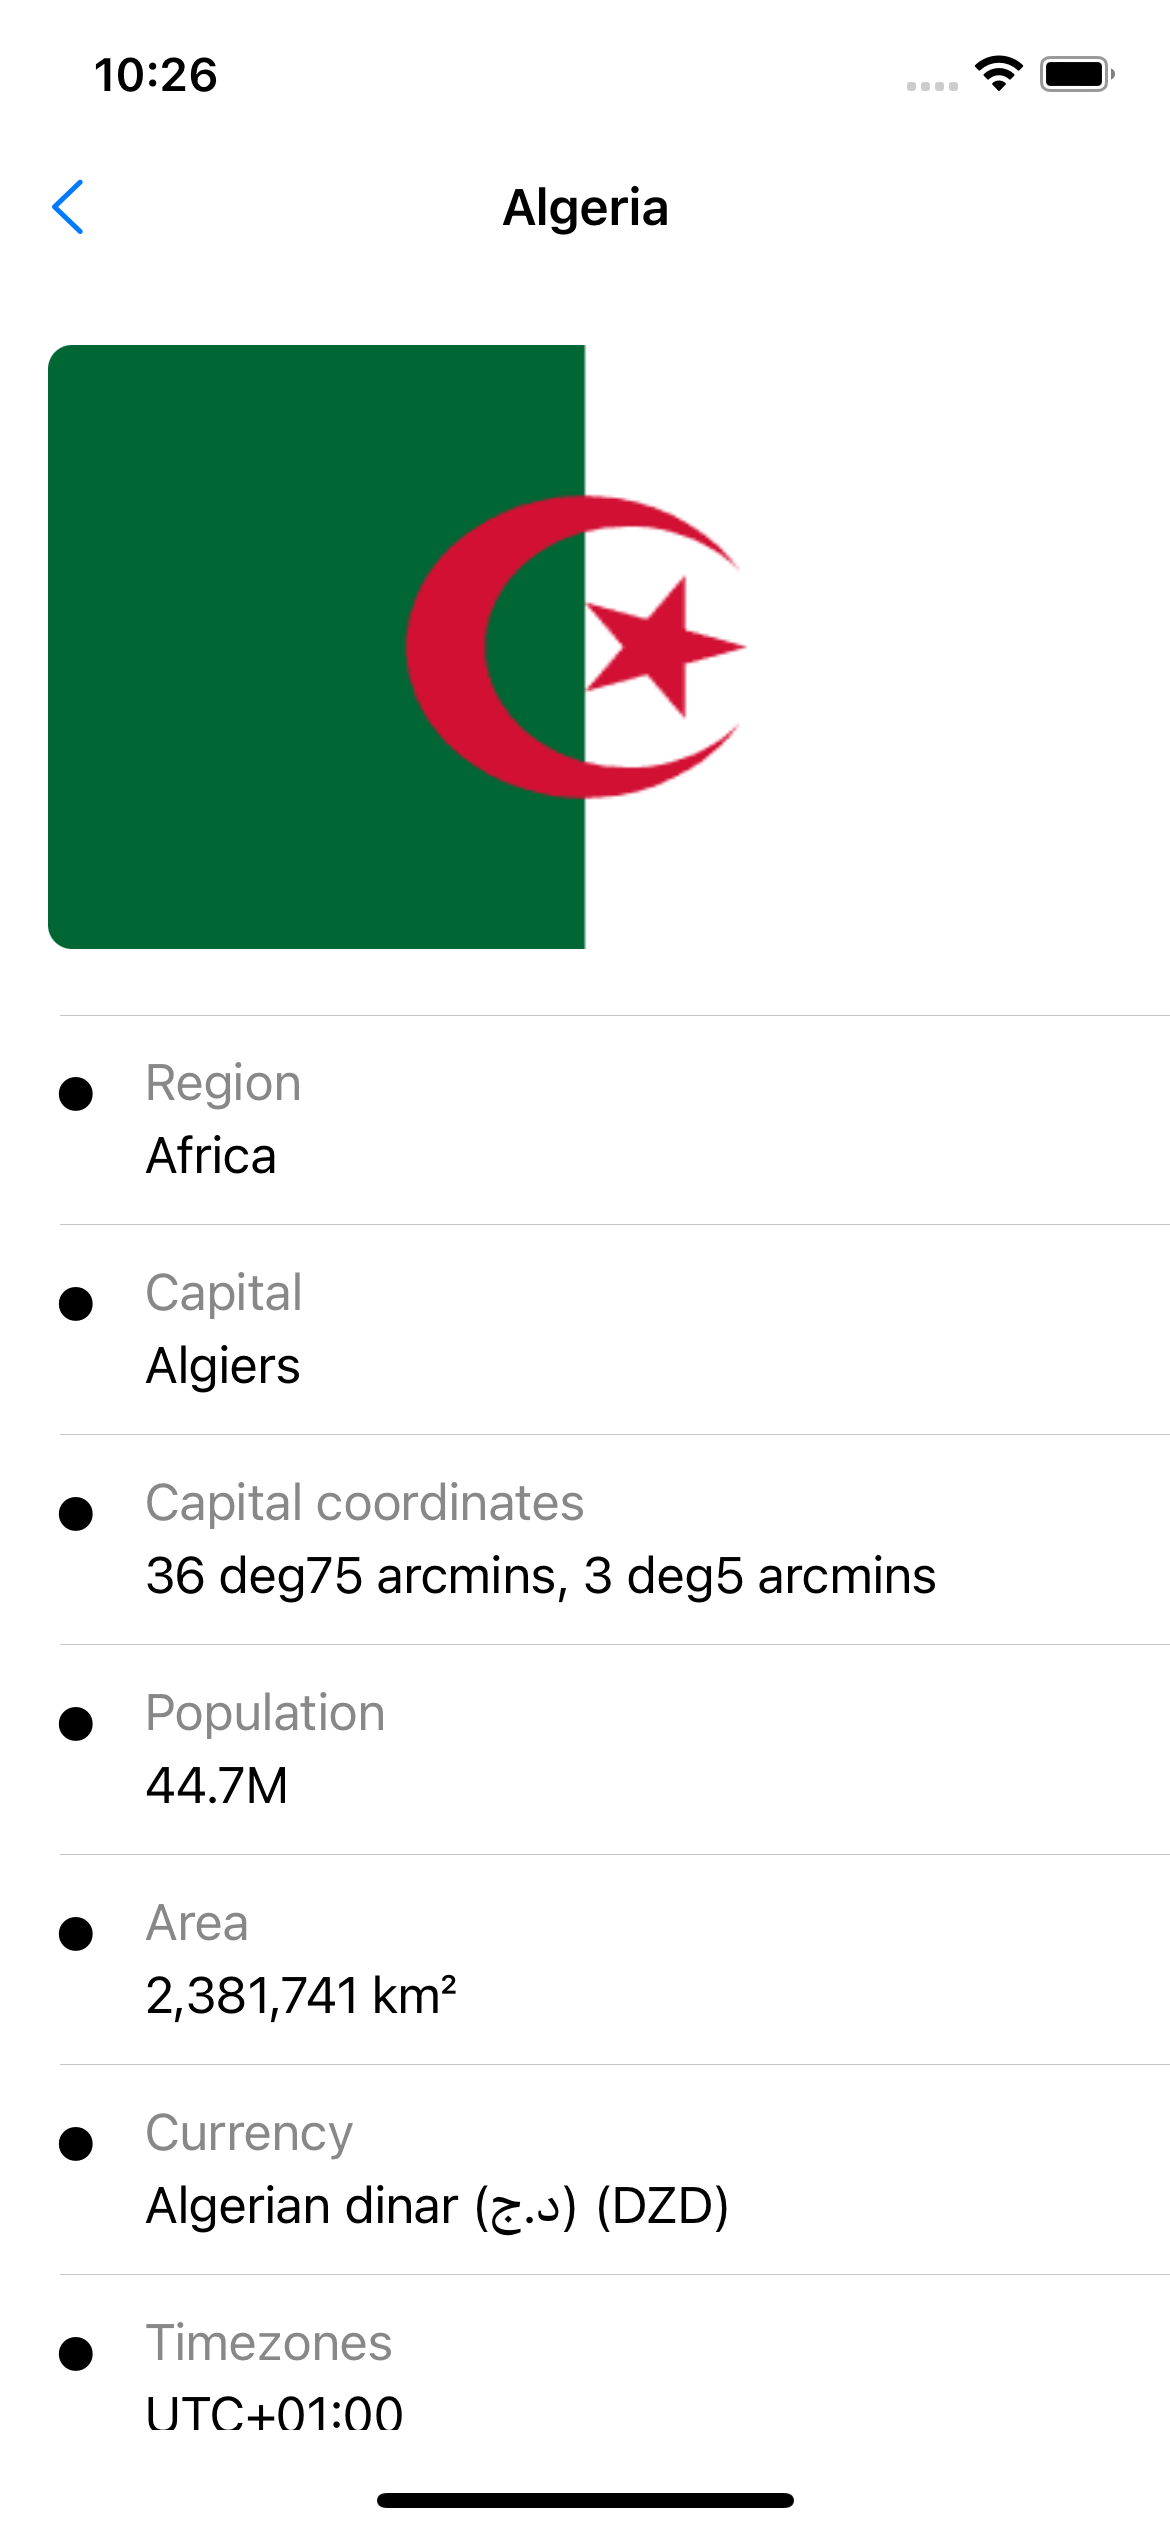 10:26
Algeria
Region
Africa
Capital
Algiers
Capital coordinates
36 deg75 arcmins, 3 deg5 arcmins
Population
44.7M
Area
2,381,741 km²
Currency
Algerian dinar (د.ج) (DZD)
Timezones
UTC+01:00